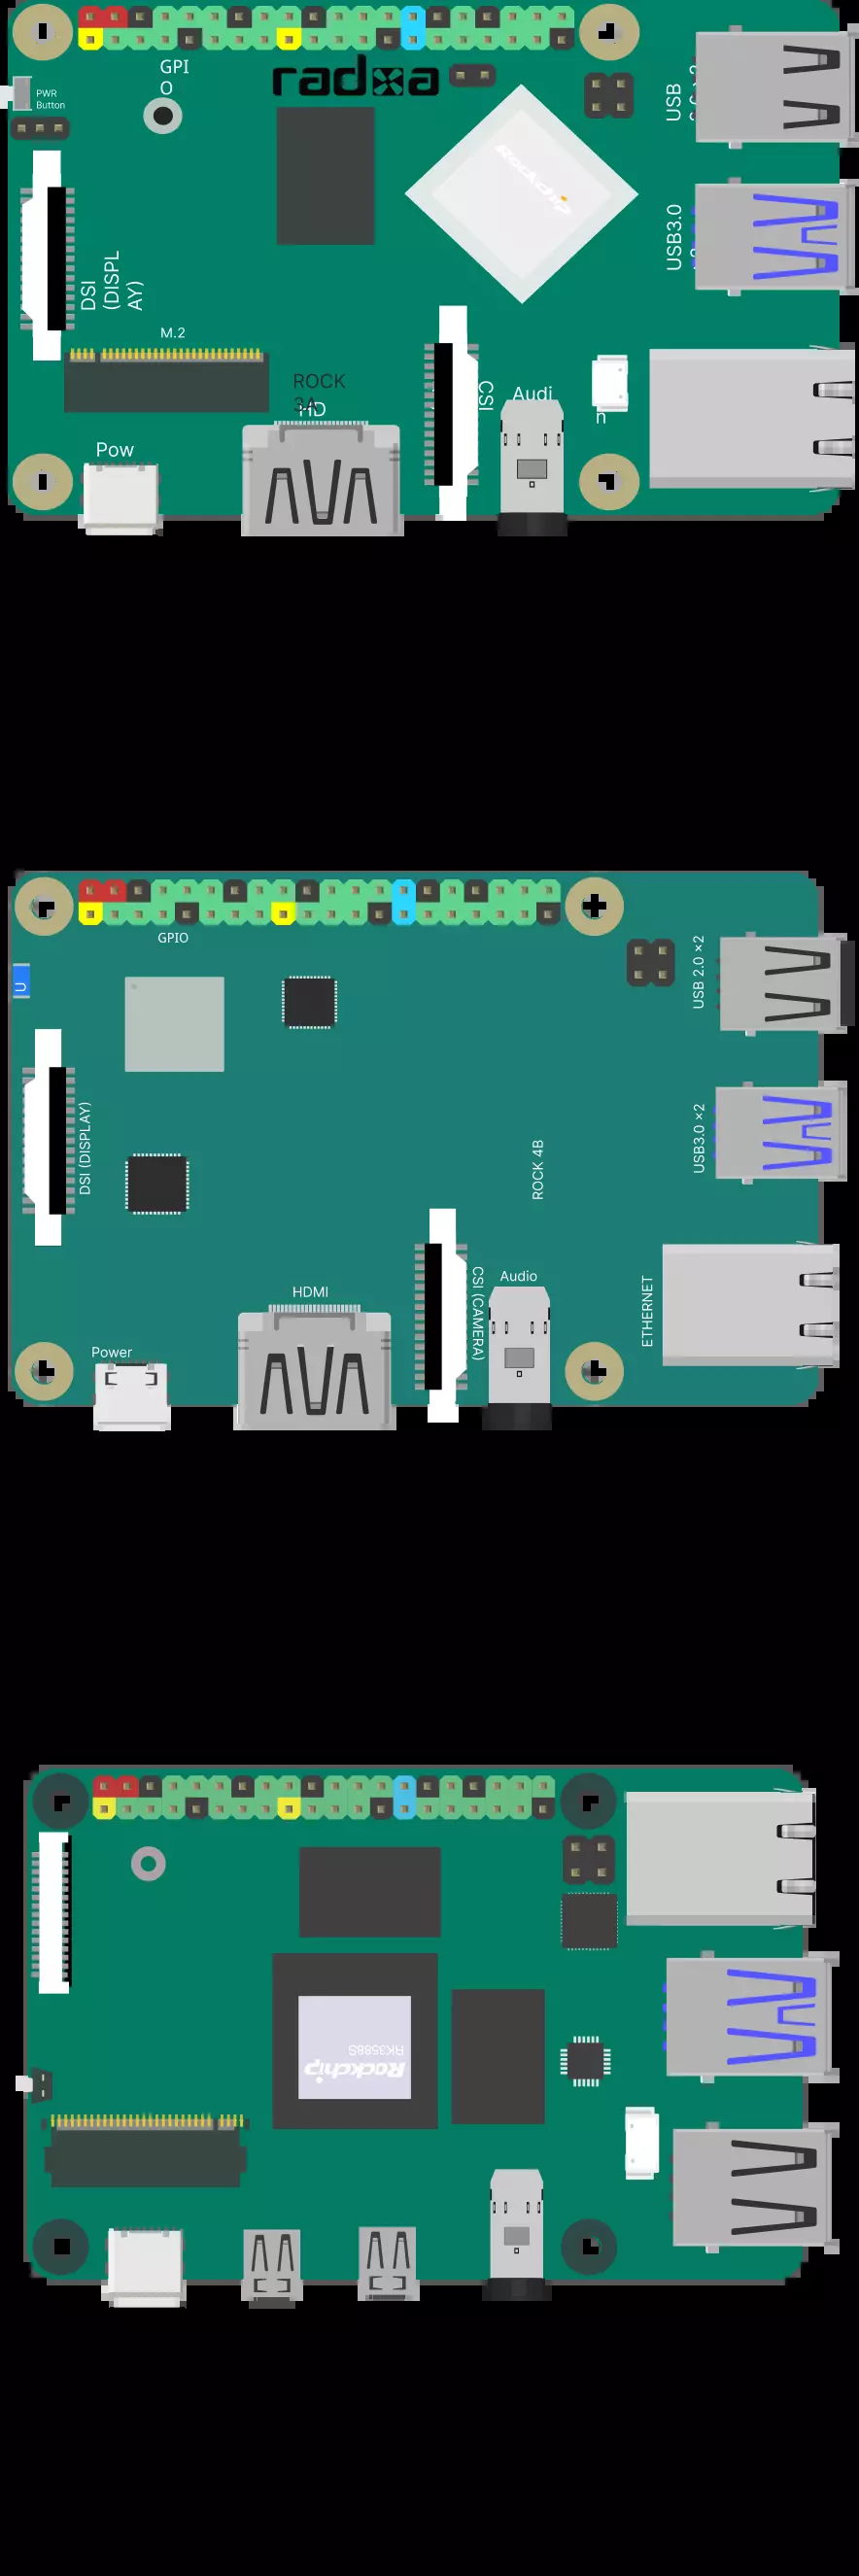 GPI
O
radxa
PWR
Button
USB
Rockchip
USB3.0
DSI
(DISPL
AY)
M.2
ROCK
3A
HD
CSI
Audi
n
Pow
GPIO
U
USB 2.0 ×2
DSI (DISPLAY)
USB3.0 ×2
ROCK 4B
HDMI
CSI (CAMERA)
Audio
ETHERNET
Power
RK3588S
Rockchip